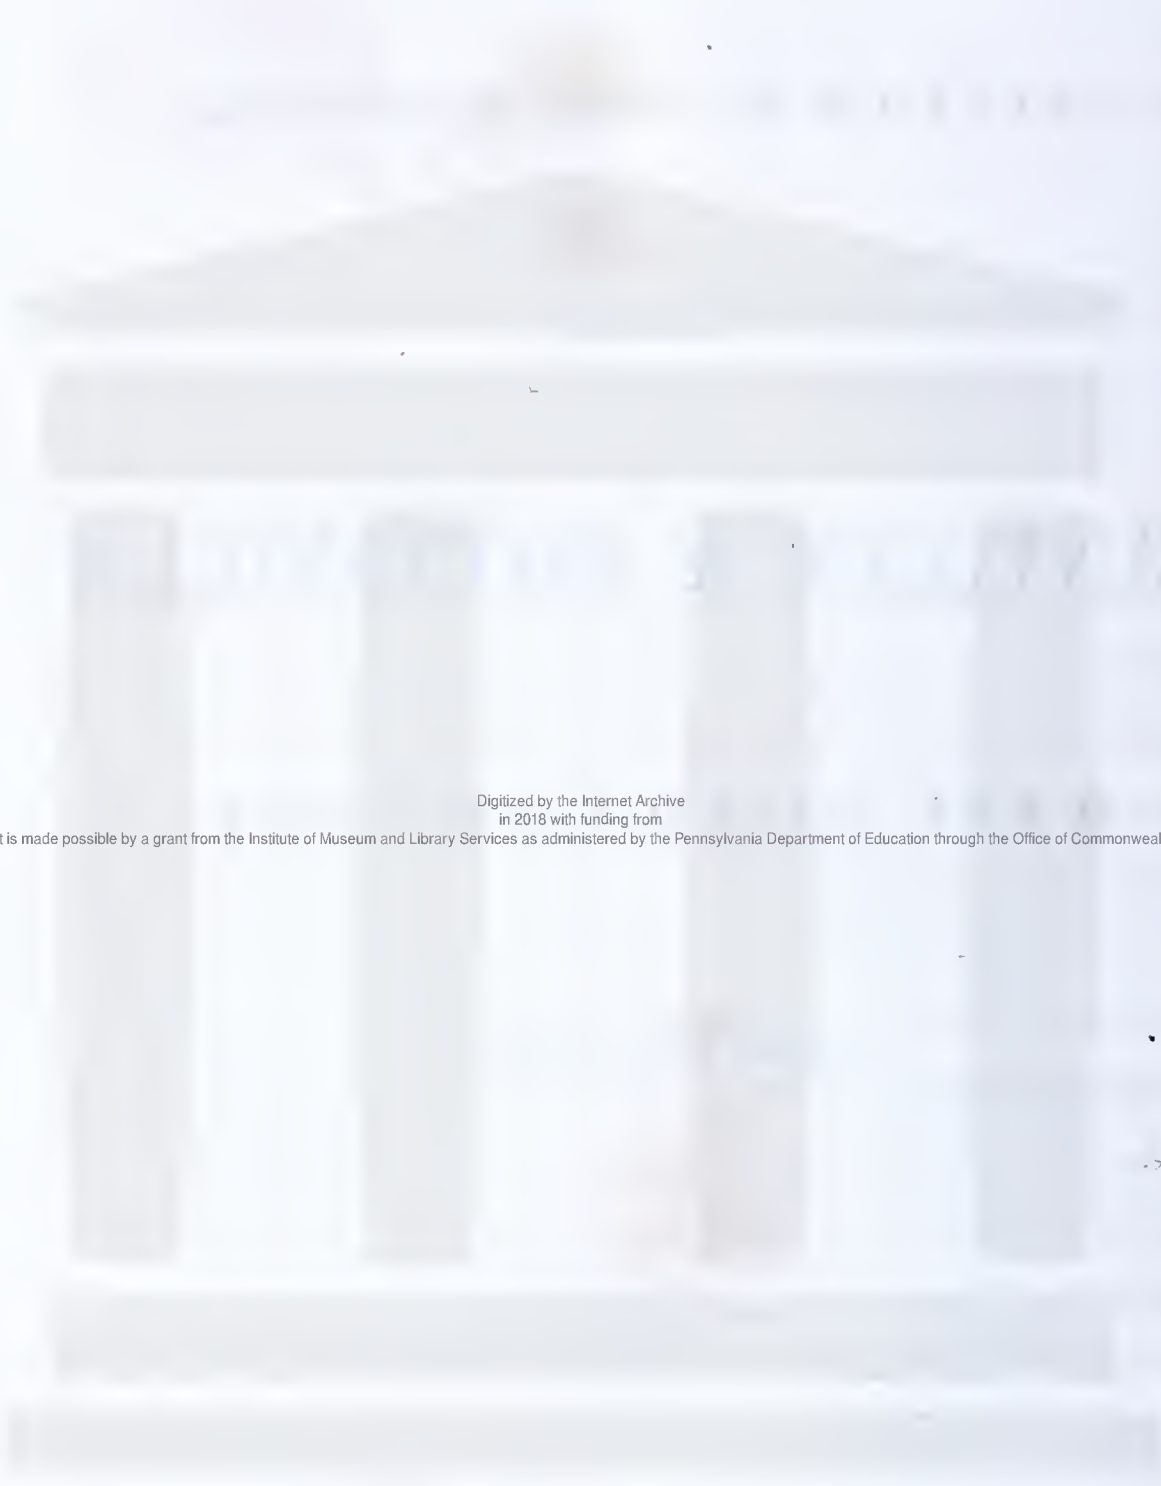 Digitized by the Internet Archive
in 2018 with funding from
is made possible by a grant from the Institute of Museum and Library Services as administered by the Pennsylvania Department of Education through the Office of